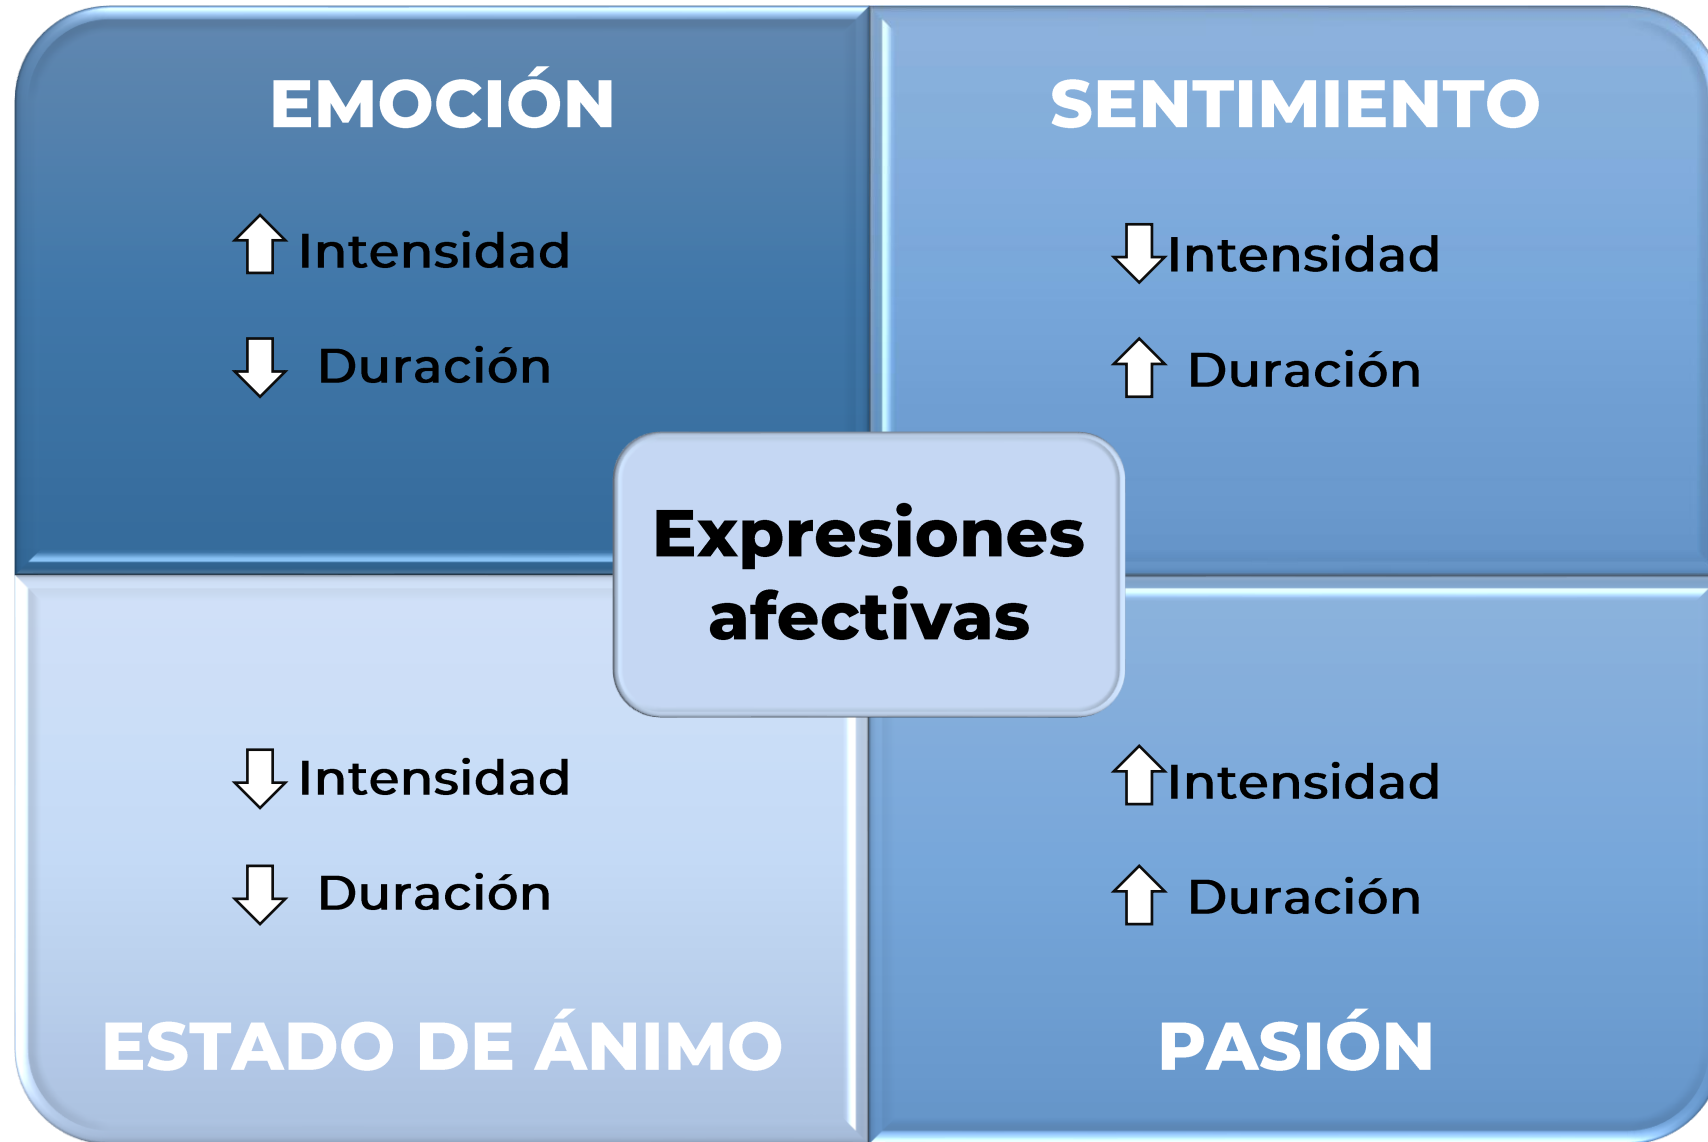 EMOCIÓN
Intensidad
Duración
SENTIMIENTO
Intensidad
Duración
Expresiones
afectivas
Intensidad
Duración
ESTADO DE ÁNIMO
Intensidad
Duración
PASIÓN